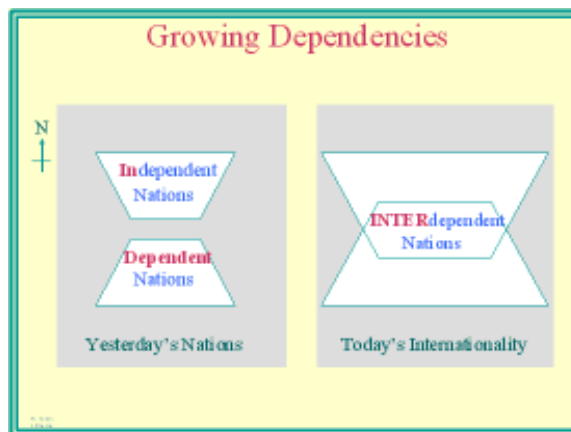 Growing Dependencies
N
Independent
Nations
Dependent
Nations
Yesterday's Nations
INTERdependent
Nations
Today's Internationality